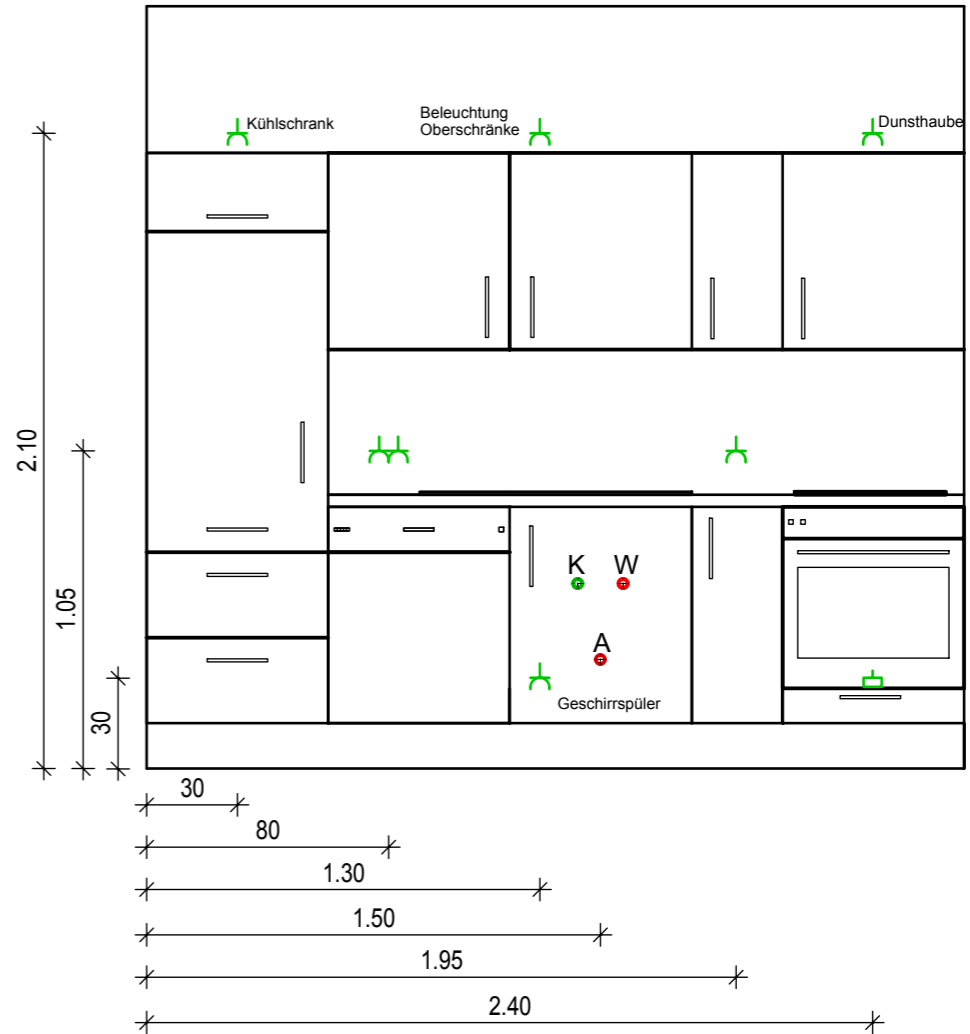 Kühlschrank
Beleuchtung
Oberschränke
Dunsthaube
2.10
1.05
30
K W
A
Geschirrspüler
30
80
1.30
1.50
1.95
2.40